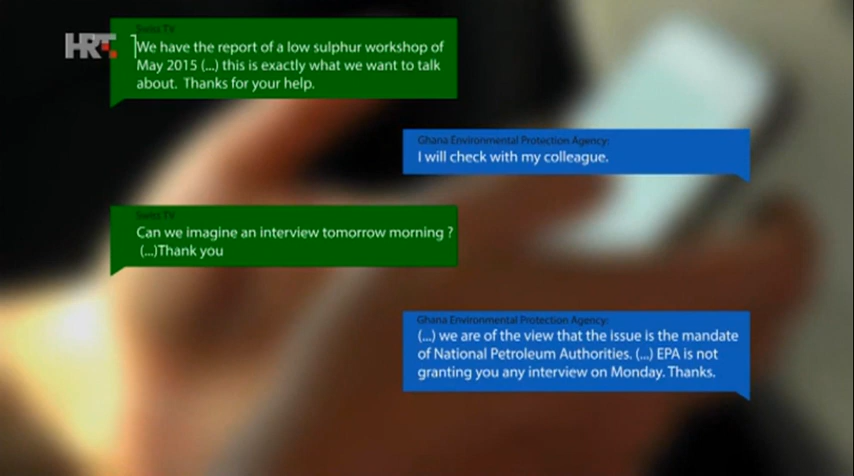 HRT
Swiss TV
We have the report of a low sulphur workshop of
May 2015 (...) this is exactly what we want to talk
about. Thanks for your help.
Ghana Environmental Protection Agency:
I will check with my colleague.
Swiss TV
Can we imagine an interview tomorrow morning ?
(...)Thank you
Ghana Environmental Protection Agency:
(...) we are of the view that the issue is the mandate
of National Petroleum Authorities. (...) EPA is not
granting you any interview on Monday. Thanks.